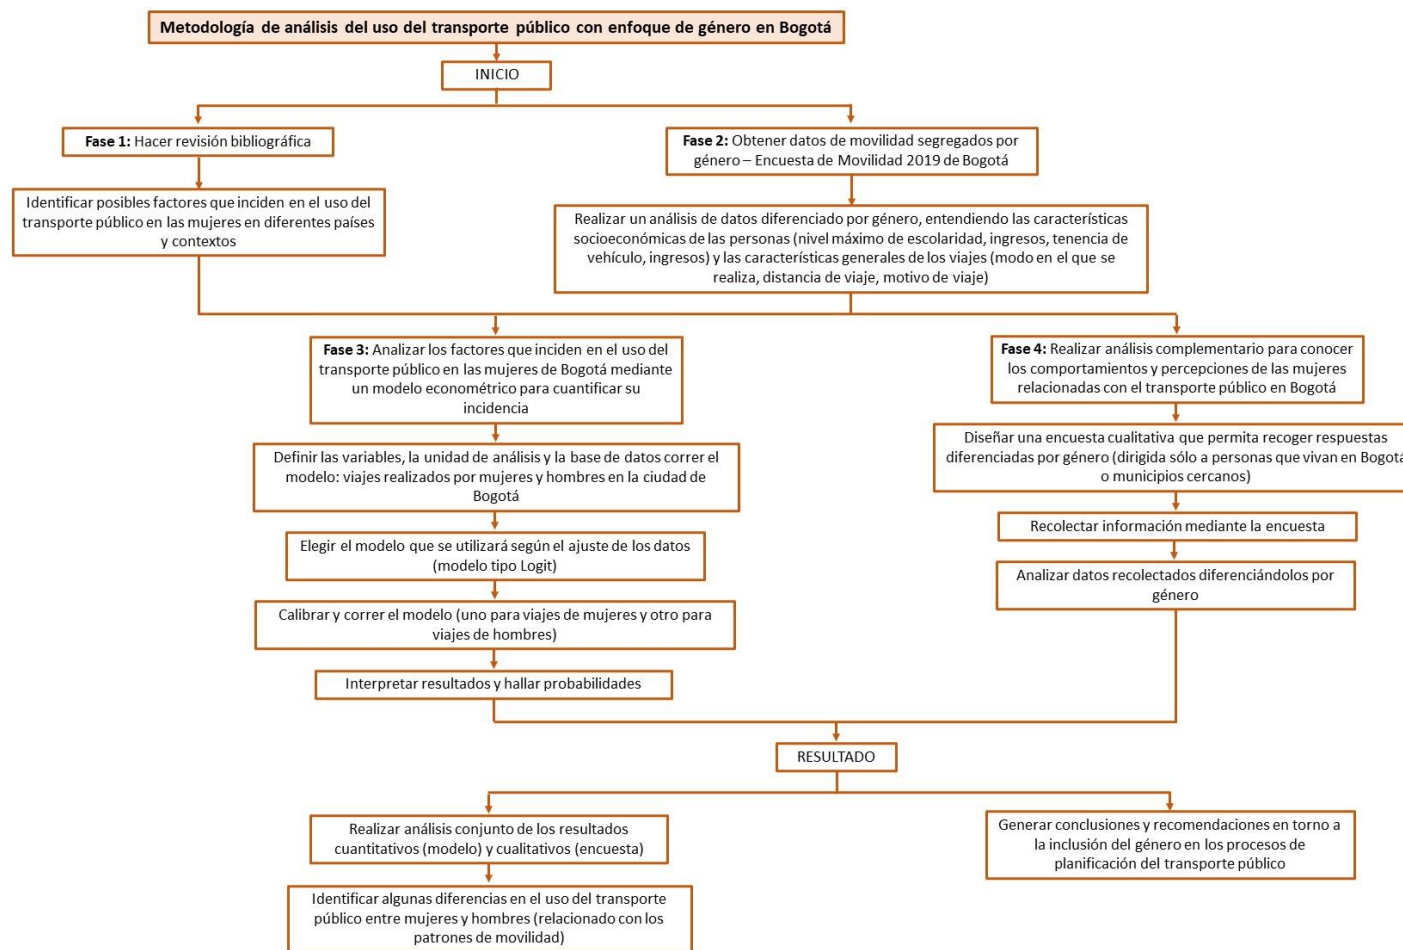 Metodología de análisis del uso del transporte público con enfoque de género en Bogotá
INICIO
Fase 1: Hacer revisión bibliográfica
Identificar posibles factores que inciden en el uso del
transporte público en las mujeres en diferentes países
y contextos
Fase 2: Obtener datos de movilidad segregados por
género – Encuesta de Movilidad 2019 de Bogotá
Realizar un análisis de datos diferenciado por género, entendiendo las características
socioeconómicas de las personas (nivel máximo de escolaridad, ingresos, tenencia de
vehículo, ingresos) y las características generales de los viajes (modo en el que se
realiza, distancia de viaje, motivo de viaje)
Fase 3: Analizar los factores que inciden en el uso del
transporte público en las mujeres de Bogotá mediante
un modelo econométrico para cuantificar su
incidencia
Definir las variables, la unidad de análisis y la base de datos correr el
modelo: viajes realizados por mujeres y hombres en la ciudad de
Bogotá
Elegir el modelo que se utilizará según el ajuste de los datos
(modelo tipo Logit)
Calibrar y correr el modelo (uno para viajes de mujeres y otro para
viajes de hombres)
Interpretar resultados y hallar probabilidades
Fase 4: Realizar análisis complementario para conocer
los comportamientos y percepciones de las mujeres
relacionadas con el transporte público en Bogotá
Diseñar una encuesta cualitativa que permita recoger respuestas
diferenciadas por género (dirigida sólo a personas que vivan en Bogotá
o municipios cercanos)
Recolectar información mediante la encuesta
Analizar datos recolectados diferenciándolos por
género
RESULTADO
Realizar análisis conjunto de los resultados
cuantitativos (modelo) y cualitativos (encuesta)
Identificar algunas diferencias en el uso del transporte
público entre mujeres y hombres (relacionado con los
patrones de movilidad)
Generar conclusiones y recomendaciones en torno a
la inclusión del género en los procesos de
planificación del transporte público